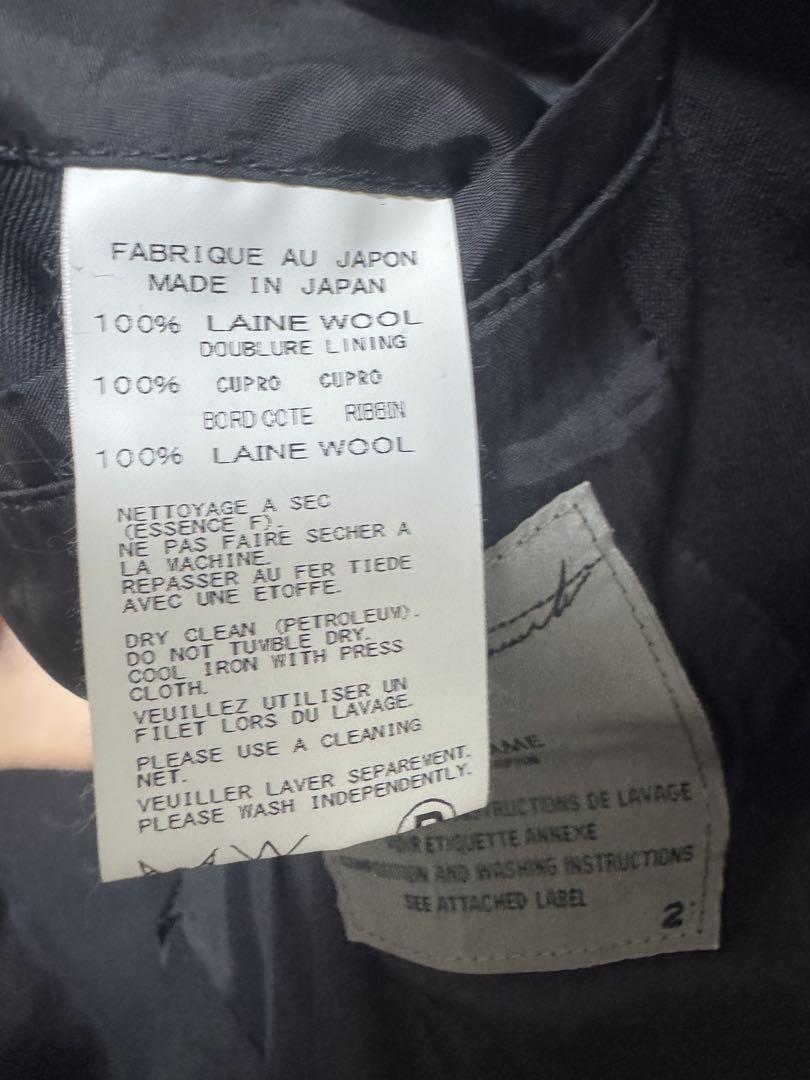 FABRIQUE AU JAPON
MADE IN JAPAN
100% LAINE WOOL
DOUBLURE LINING
100% CUPRO CUPRO
BORD COTE RIBBIN
100% LAINE WOOL
NETTOYAGE A SEC
(ESSENCE F).
NE PAS FAIRE SECHER A
LA MACHINE.
REPASSER AU FER TIEDE
AVEC UNE ETOFFE.
DRY CLEAN (PETROLEUM).
DO NOT TUMBLE DRY.
COOL IRON WITH PRESS
CLOTH.
VEUILLEZ UTILISER UN
FILET LORS DU LAVAGE.
PLEASE USE A CLEANING
NET.
VEUILLER LAVER SEPAREMENT.
PLEASE WASH INDEPENDENTLY.
DE LAVAGE
ETIQUETTE ANNEXE
AND WASHING INSTRUCTIONS
SEE ATTACHED LABEL
2